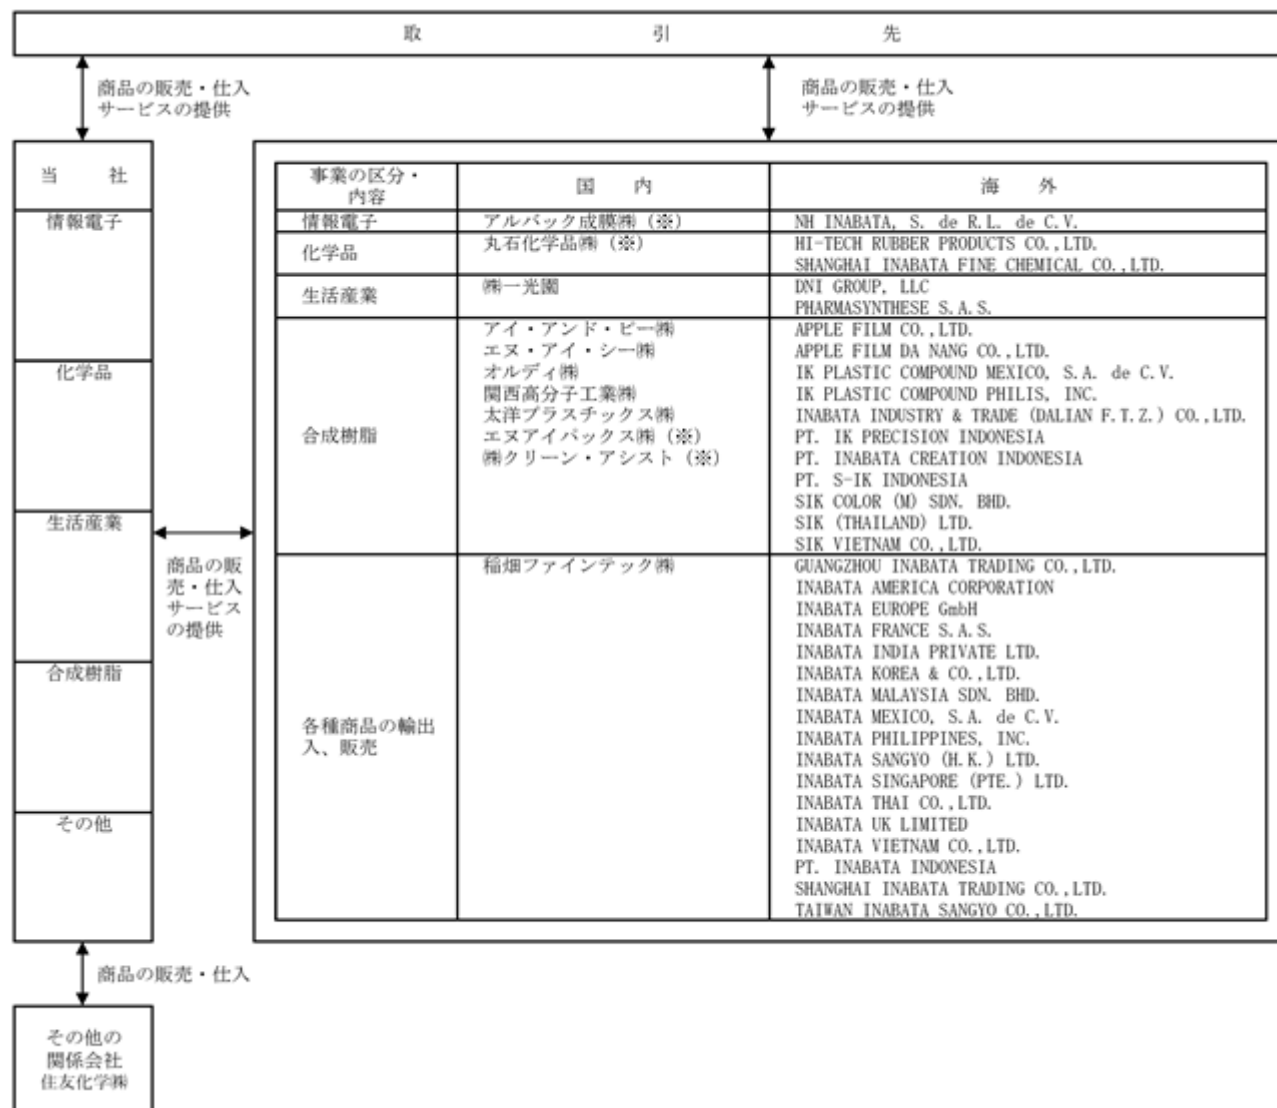 取引先
商品の販売・仕入
サービスの提供
商品の販売・仕入
サービスの提供
当社
情報電子
化学品
生活産業
合成樹脂
その他
商品の販
売・仕入
サービス
の提供
事業の区分・
内容
国内
海外
情報電子
アルバック成膜㈱（※）
NH INABATA, S. de R.L. de C.V.
化学品
丸石化学品㈱（※）
HI-TECH RUBBER PRODUCTS CO.,LTD.
SHANGHAI INABATA FINE CHEMICAL CO.,LTD.
生活産業
㈱一光園
DNI GROUP, LLC
PHARMASYNTHESE S.A.S.
合成樹脂
アイ・アンド・ピー㈱
エヌ・アイ・シー㈱
オルディ㈱
関西高分子工業㈱
太洋プラスチックス㈱
エヌアイパックス㈱（※）
㈱クリーン・アシスト（※）
APPLE FILM CO.,LTD.
APPLE FILM DA NANG CO.,LTD.
IK PLASTIC COMPOUND MEXICO, S.A. de C.V.
IK PLASTIC COMPOUND PHILIS, INC.
INABATA INDUSTRY & TRADE (DALIAN F.T.Z.) CO.,LTD.
PT. IK PRECISION INDONESIA
PT. INABATA CREATION INDONESIA
PT. S-IK INDONESIA
SIK COLOR (M) SDN. BHD.
SIK (THAILAND) LTD.
SIK VIETNAM CO.,LTD.
各種商品の輸出
入、販売
稲畑ファインテック㈱
GUANGZHOU INABATA TRADING CO.,LTD.
INABATA AMERICA CORPORATION
INABATA EUROPE GmbH
INABATA FRANCE S.A.S.
INABATA INDIA PRIVATE LTD.
INABATA KOREA & CO.,LTD.
INABATA MALAYSIA SDN. BHD.
INABATA MEXICO, S.A. de C.V.
INABATA PHILIPPINES, INC.
INABATA SANGYO (H.K.) LTD.
INABATA SINGAPORE (PTE.) LTD.
INABATA THAI CO.,LTD.
INABATA UK LIMITED
INABATA VIETNAM CO.,LTD.
PT. INABATA INDONESIA
SHANGHAI INABATA TRADING CO.,LTD.
TAIWAN INABATA SANGYO CO.,LTD.
商品の販売・仕入
その他の
関係会社
住友化学㈱